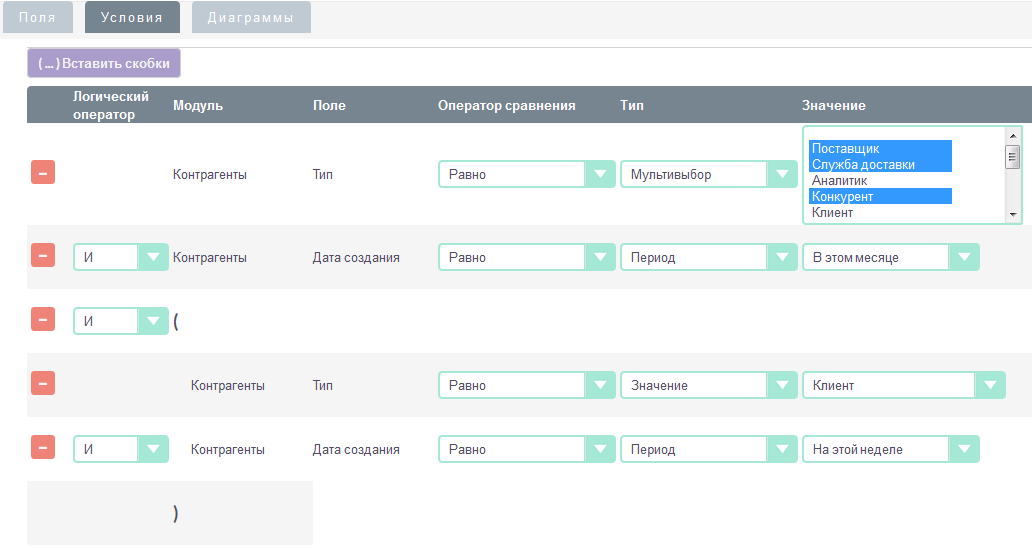 Поля Условия Диаграммы
(...) Вставить скобки
Логический оператор Модуль Поле Оператор сравнения Тип Значение
Контрагенты Тип Равно Мультивыбор
Поставщик
Служба доставки
Аналитик
Конкурент
Клиент
И Контрагенты Дата создания Равно Период В этом месяце
И (
Контрагенты Тип Равно Значение Клиент
И Контрагенты Дата создания Равно Период На этой неделе
)